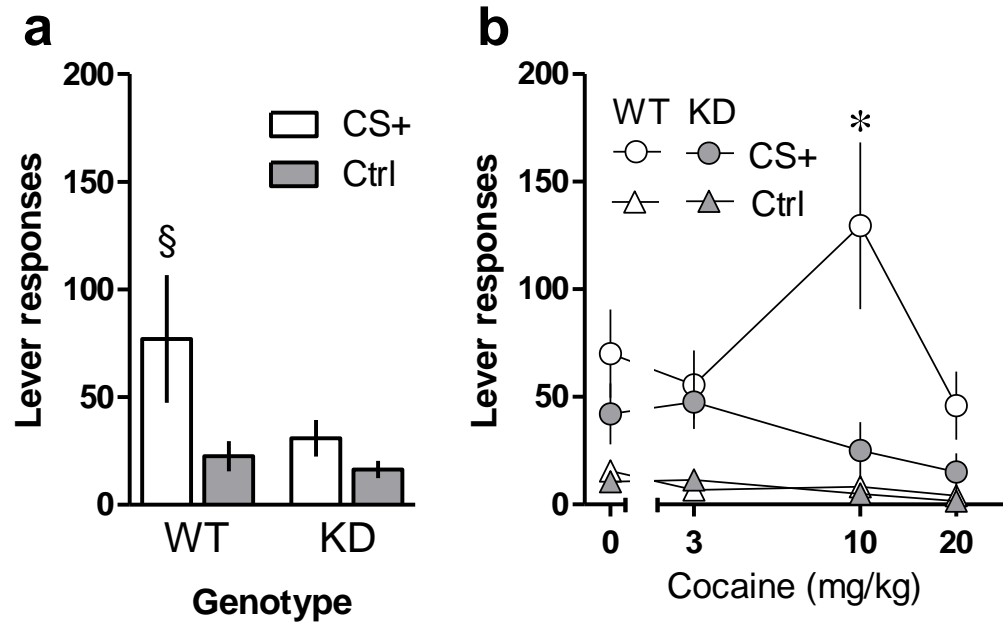 a
200
150
100
50
0
Lever responses
§
CS+
Ctrl
WT
KD
Genotype
b
200
150
100
50
0
Lever responses
WT KD
CS+
Ctrl
*
0
3
10
20
Cocaine (mg/kg)